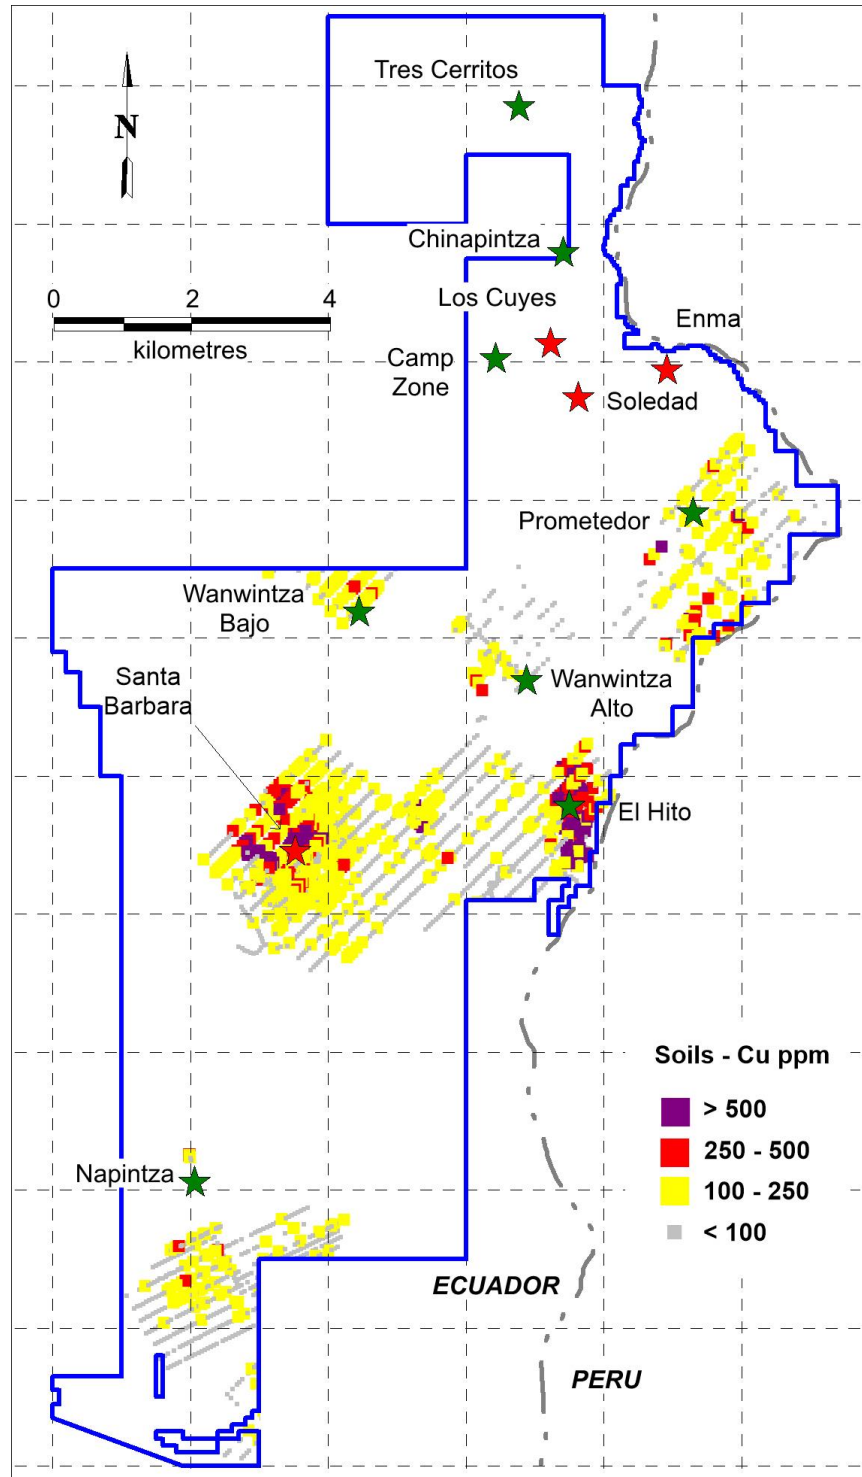 Tres Cerritos
N
Chinapintza
0 2 4
kilometres
Los Cuyes
Enma
Camp
Zone
Soledad
Prometedor
Wanwintza
Bajo
Santa
Barbara
Wanwintza
Alto
El Hito
Soils - Cu ppm
> 500
250 - 500
100 - 250
< 100
Napintza
ECUADOR
PERU